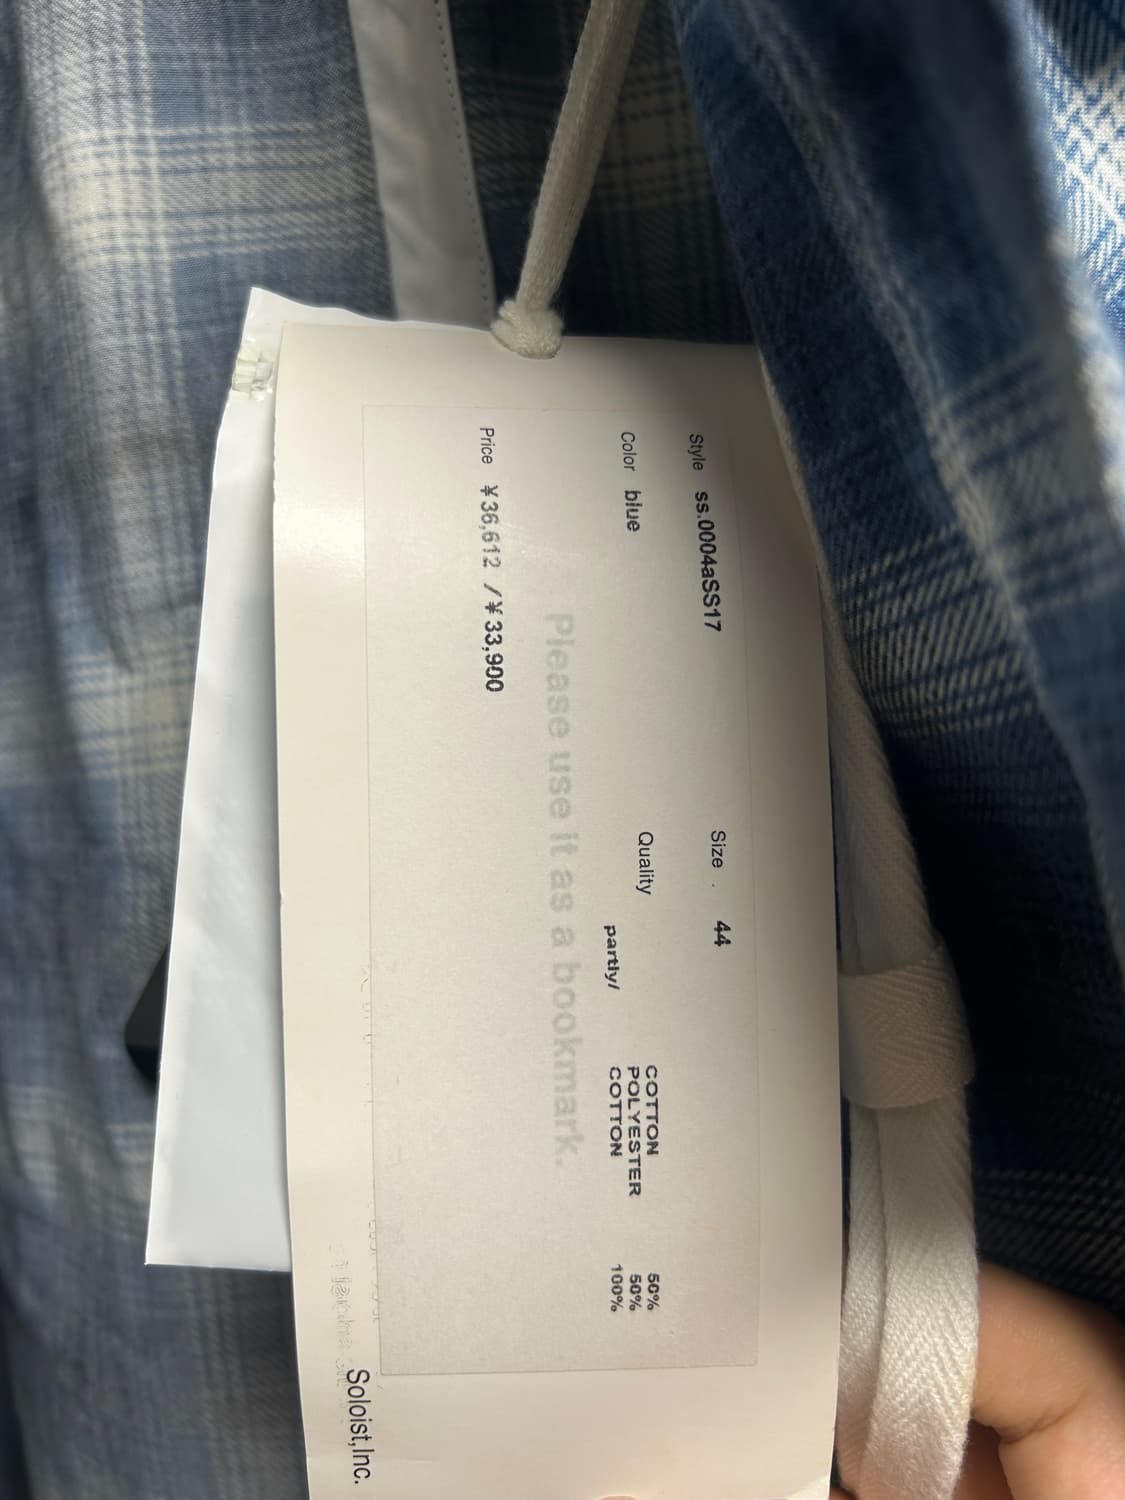 Style ss.0004aSS17 Size . 44
Color blue Quality COTTON 50%
POLYESTER 50%
partly/ COTTON 100%
Please use it as a bookmark.
Price ¥36,612 /¥33,900
Soloist,Inc.